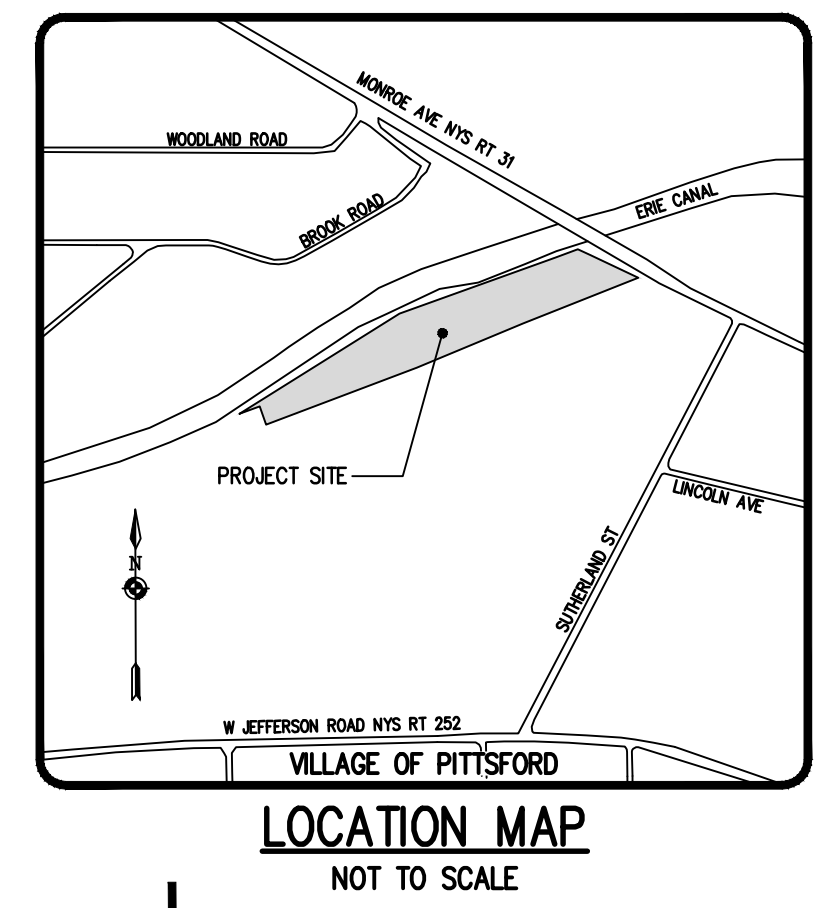 MONROE AVE NYS RT 31
WOODLAND ROAD
ERIE CANAL
BROOK ROAD
PROJECT SITE
LINCOLN AVE
N
SUTHERLAND ST
W JEFFERSON ROAD NYS RT 252
VILLAGE OF PITTSFORD
LOCATION MAP
NOT TO SCALE